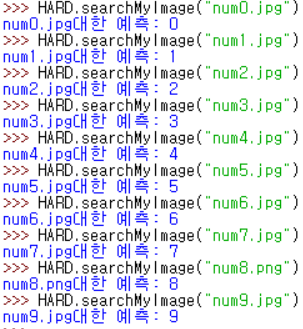 >>> HARD.searchMyImage("num0.jpg")
num0.jpg대한 예측: 0
>>> HARD.searchMyImage("num1.jpg")
num1.jpg대한 예측: 1
>>> HARD.searchMyImage("num2.jpg")
num2.jpg대한 예측: 2
>>> HARD.searchMyImage("num3.jpg")
num3.jpg대한 예측: 3
>>> HARD.searchMyImage("num4.jpg")
num4.jpg대한 예측: 4
>>> HARD.searchMyImage("num5.jpg")
num5.jpg대한 예측: 5
>>> HARD.searchMyImage("num6.jpg")
num6.jpg대한 예측: 6
>>> HARD.searchMyImage("num7.jpg")
num7.jpg대한 예측: 7
>>> HARD.searchMyImage("num8.png")
num8.png대한 예측: 8
>>> HARD.searchMyImage("num9.jpg")
num9.jpg대한 예측: 9